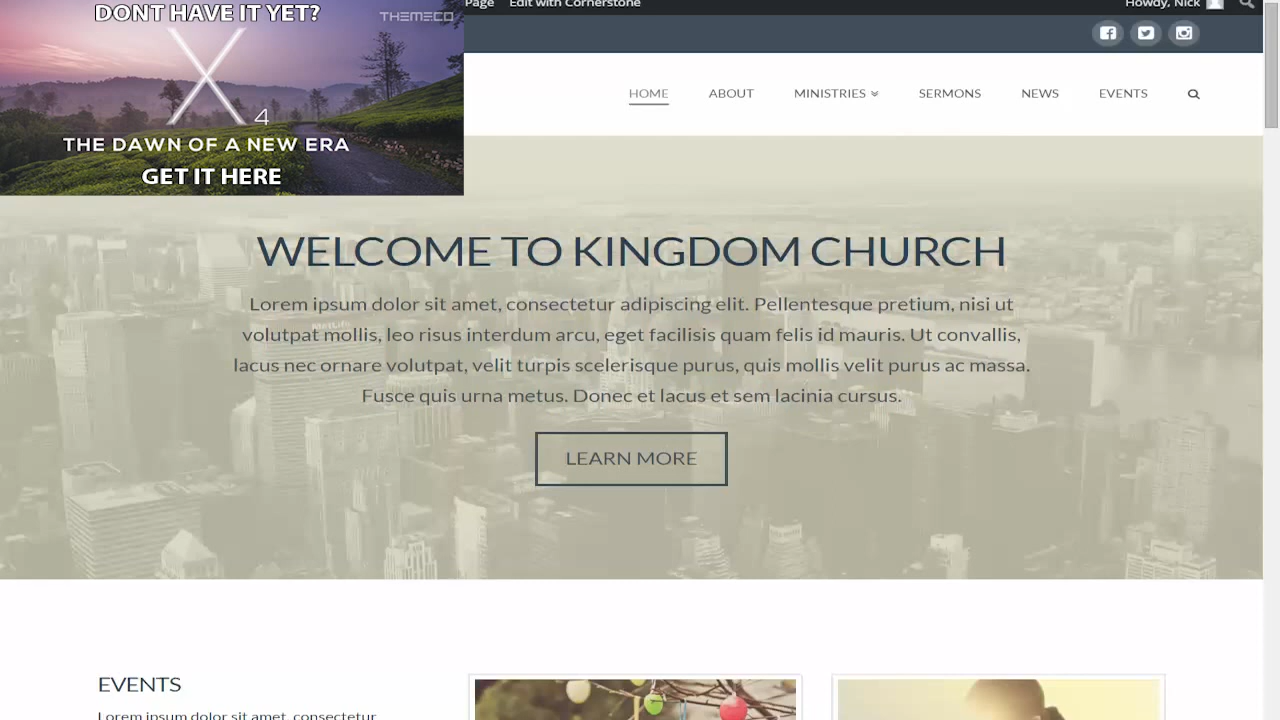 DONT HAVE IT YET?
THEMECO
X
4
THE DAWN OF A NEW ERA
GET IT HERE
Page Edit with Cornerstone
Howdy, Nick
HOME ABOUT MINISTRIES SERMONS NEWS EVENTS
WELCOME TO KINGDOM CHURCH
Lorem ipsum dolor sit amet, consectetur adipiscing elit. Pellentesque pretium, nisi ut
volutpat mollis, leo risus interdum arcu, eget facilisis quam felis id mauris. Ut convallis,
lacus nec ornare volutpat, velit turpis scelerisque purus, quis mollis velit purus ac massa.
Fusce quis urna metus. Donec et lacus et sem lacinia cursus.
LEARN MORE
EVENTS
Lorem ipsum dolor sit amet, consectetur